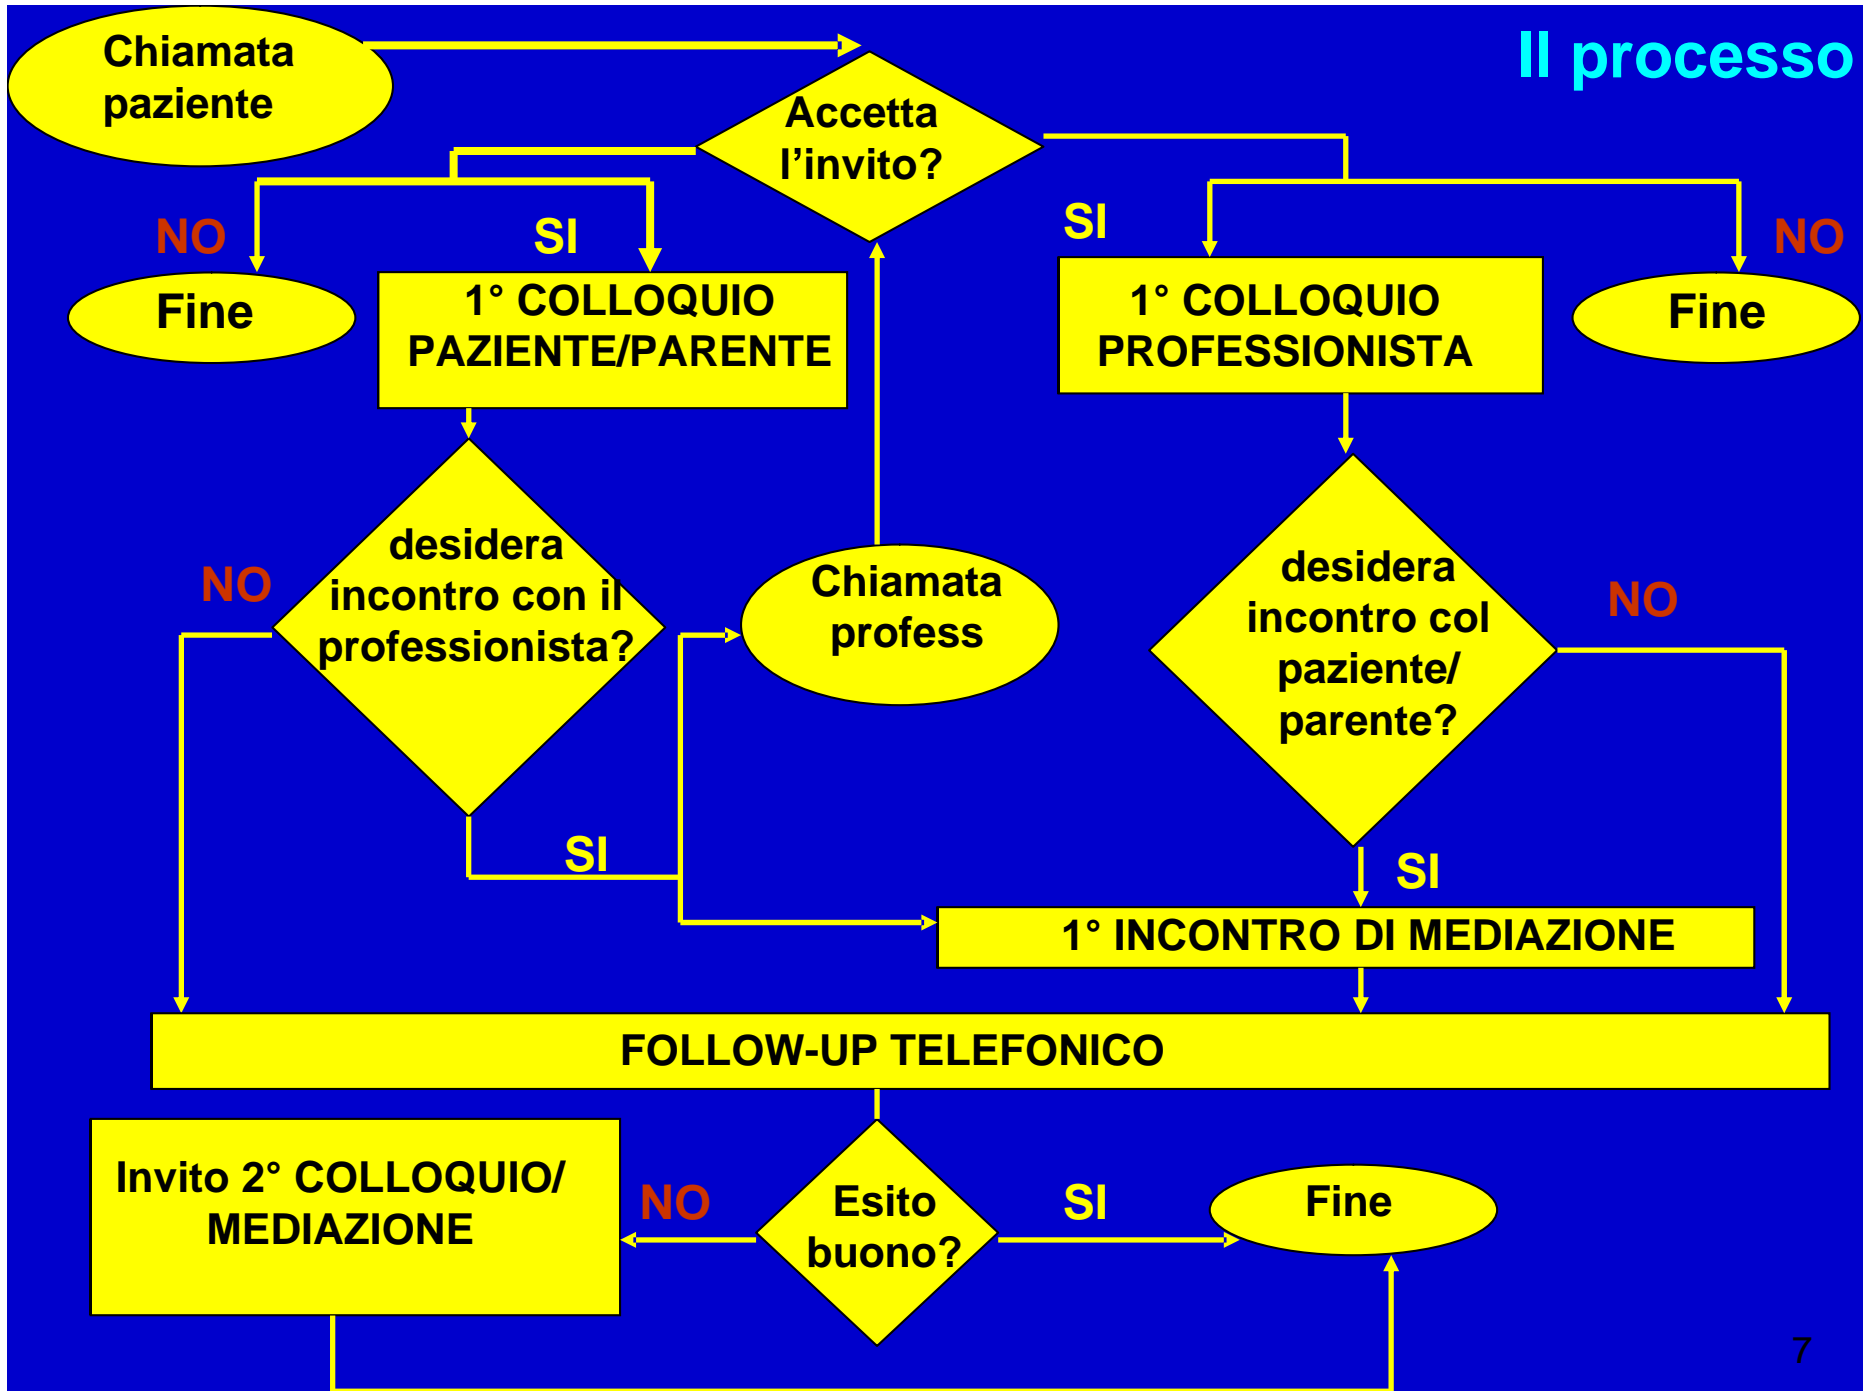 Il processo
Chiamata
paziente
Accetta
l'invito?
NO
SI
SI
NO
Fine
1° COLLOQUIO
PAZIENTE/PARENTE
1° COLLOQUIO
PROFESSIONISTA
Fine
desidera
incontro con il
professionista?
NO
Chiamata
profess
desidera
incontro col
paziente/
parente?
NO
SI
SI
1° INCONTRO DI MEDIAZIONE
FOLLOW-UP TELEFONICO
Invito 2° COLLOQUIO/
MEDIAZIONE
NO
Esito
buono?
SI
Fine
7